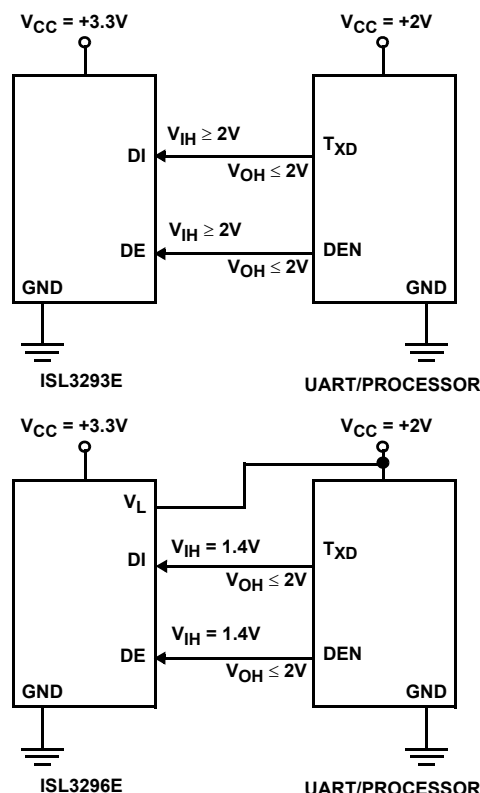 VCC = +3.3V
VCC = +2V
VIH ≥ 2V
DI
TXD
VOH ≤ 2V
VIH ≥ 2V
DE
DEN
VOH ≤ 2V
GND
GND
ISL3293E
UART/PROCESSOR
VCC = +3.3V
VCC = +2V
VL
VIH = 1.4V
DI
TXD
VOH ≤ 2V
VIH = 1.4V
DE
DEN
VOH ≤ 2V
GND
GND
ISL3296E
UART/PROCESSOR